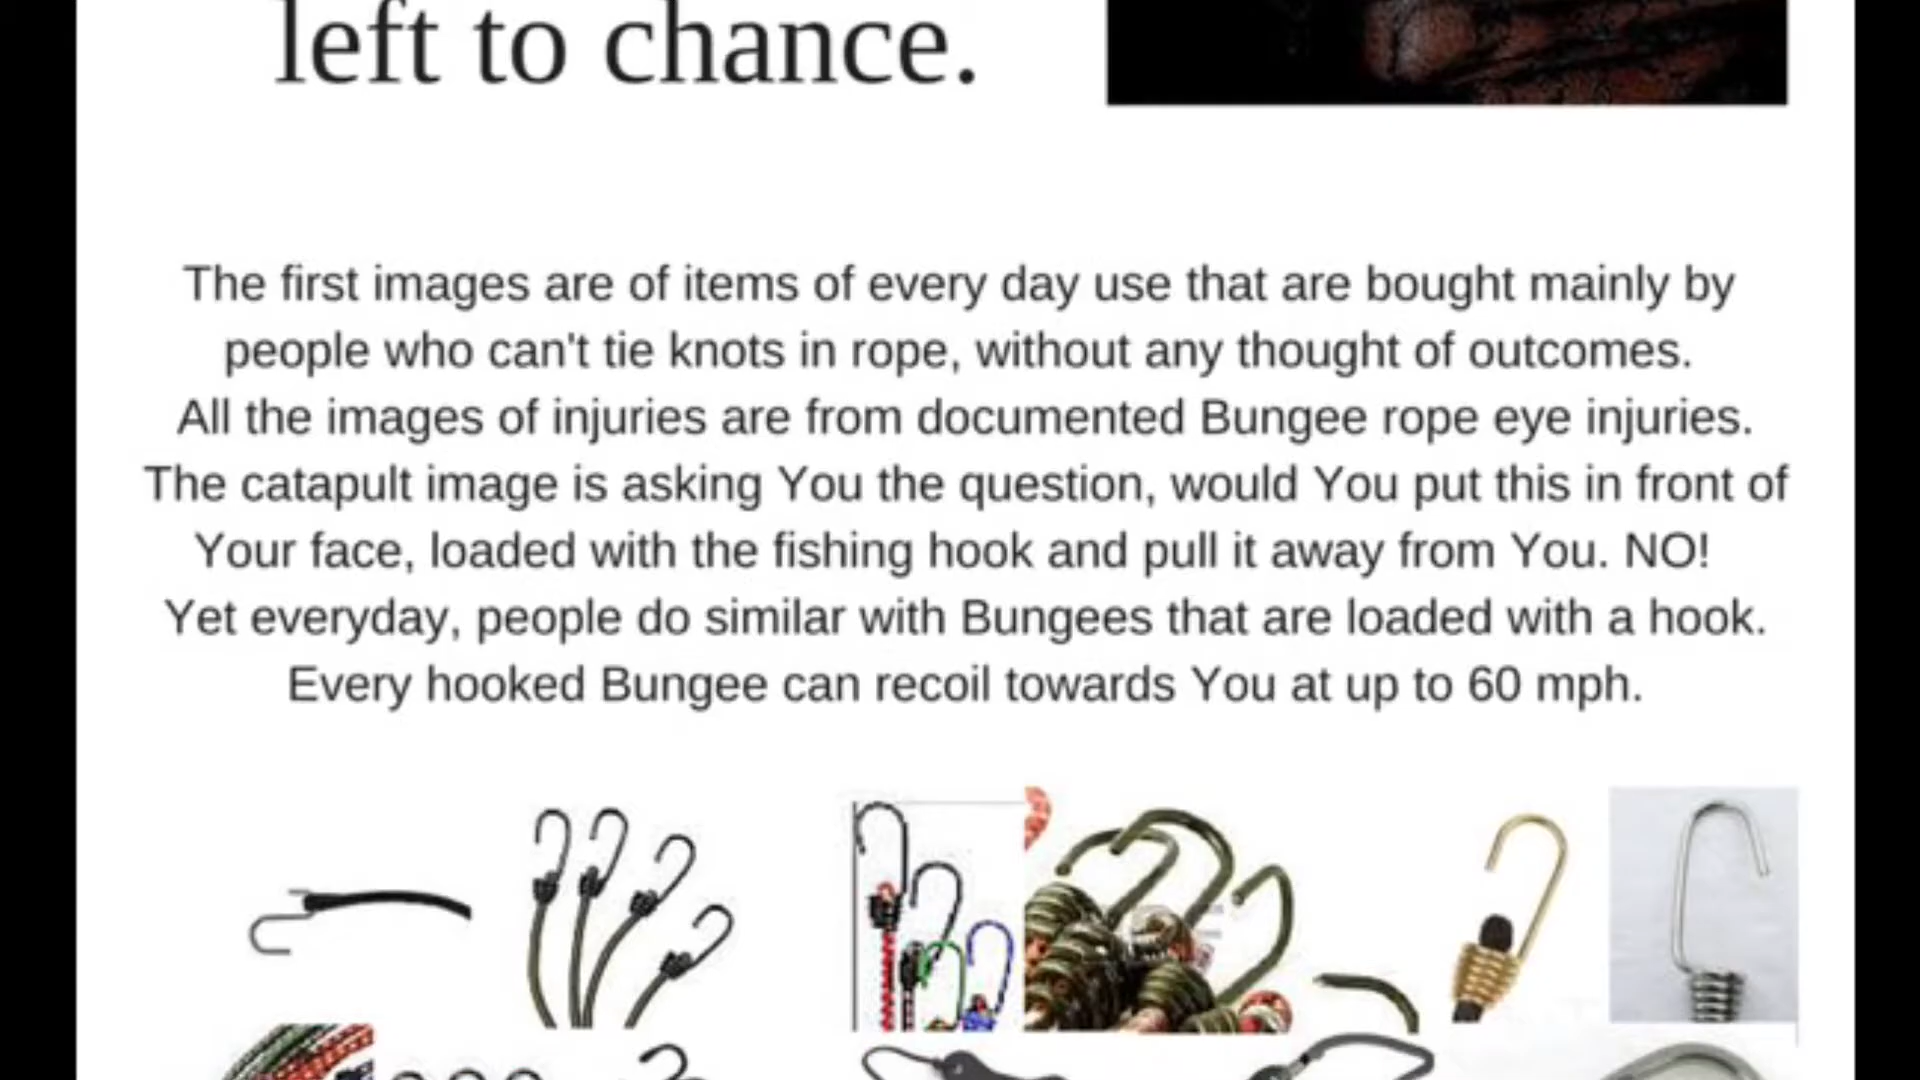 left to chance.
The first images are of items of every day use that are bought mainly by
people who can't tie knots in rope, without any thought of outcomes.
All the images of injuries are from documented Bungee rope eye injuries.
The catapult image is asking You the question, would You put this in front of
Your face, loaded with the fishing hook and pull it away from You. NO!
Yet everyday, people do similar with Bungees that are loaded with a hook.
Every hooked Bungee can recoil towards You at up to 60 mph.